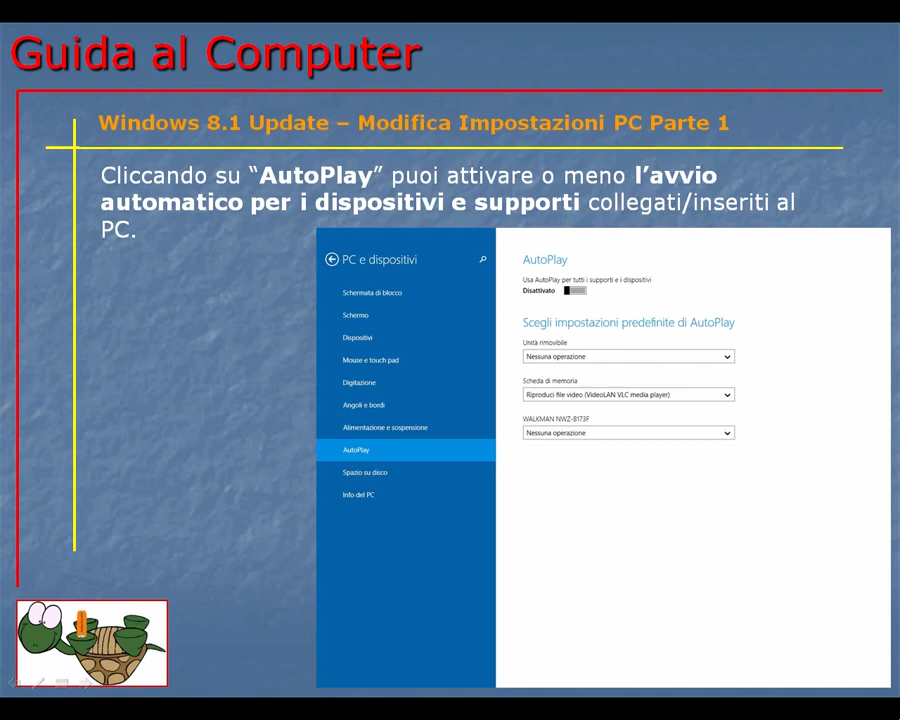 Guida al Computer
Windows 8.1 Update – Modifica Impostazioni PC Parte 1
Cliccando su “AutoPlay” puoi attivare o meno l’avvio
automatico per i dispositivi e supporti collegati/inseriti al
PC.
PC e dispositivi
Schermata di blocco
Schermo
Dispositivi
Mouse e touch pad
Digitazione
Angoli e bordi
Alimentazione e sospensione
AutoPlay
Spazio su disco
Info del PC
AutoPlay
Usa AutoPlay per tutti i supporti e i dispositivi
Disattivato
Scegli impostazioni predefinite di AutoPlay
Unità rimovibile
Nessuna operazione
Scheda di memoria
Riproduci file video (VideoLAN VLC media player)
WALKMAN NWZ-B173F
Nessuna operazione